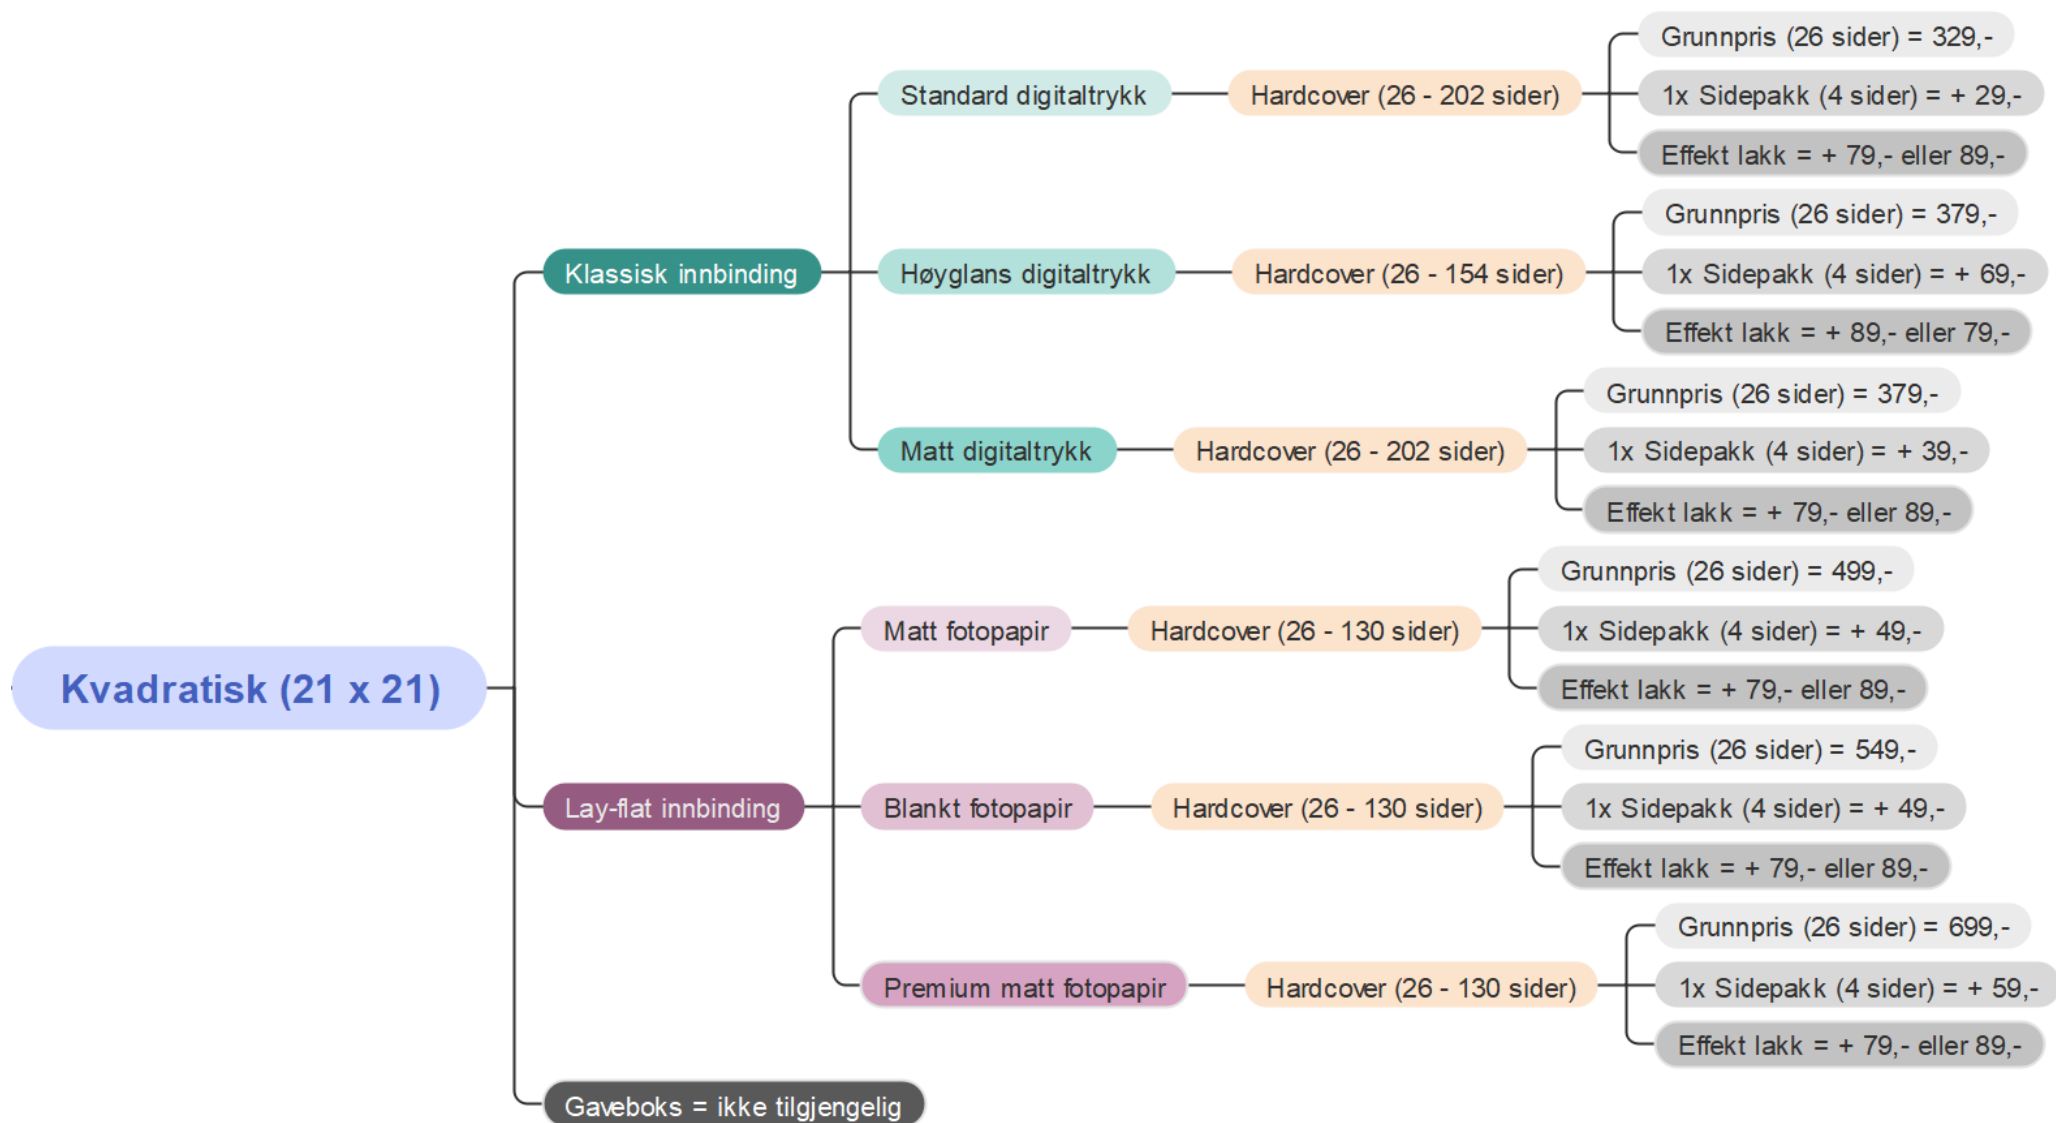 Kvadratisk (21 x 21)
Klassisk innbinding
Standard digitaltrykk
Hardcover (26 - 202 sider)
Grunnpris (26 sider) = 329,-
1x Sidepakk (4 sider) = + 29,-
Effekt lakk = + 79,- eller 89,-
Høyglans digitaltrykk
Hardcover (26 - 154 sider)
Grunnpris (26 sider) = 379,-
1x Sidepakk (4 sider) = + 69,-
Effekt lakk = + 89,- eller 79,-
Matt digitaltrykk
Hardcover (26 - 202 sider)
Grunnpris (26 sider) = 379,-
1x Sidepakk (4 sider) = + 39,-
Effekt lakk = + 79,- eller 89,-
Lay-flat innbinding
Matt fotopapir
Hardcover (26 - 130 sider)
Grunnpris (26 sider) = 499,-
1x Sidepakk (4 sider) = + 49,-
Effekt lakk = + 79,- eller 89,-
Blankt fotopapir
Hardcover (26 - 130 sider)
Grunnpris (26 sider) = 549,-
1x Sidepakk (4 sider) = + 49,-
Effekt lakk = + 79,- eller 89,-
Premium matt fotopapir
Hardcover (26 - 130 sider)
Grunnpris (26 sider) = 699,-
1x Sidepakk (4 sider) = + 59,-
Effekt lakk = + 79,- eller 89,-
Gaveboks = ikke tilgjengelig